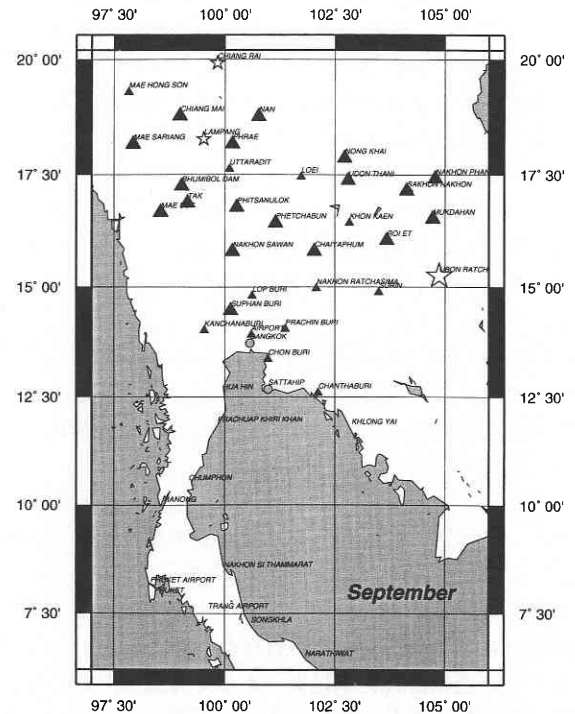 97° 30' 100° 00' 102° 30' 105° 00'
20° 00' CHIANG RAI 20° 00'
MAE HONG SON
CHIANG MAI NAN
MAE SARIANG LAMPANG PHRAE
NONG KHAI
UTTARADIT
17° 30' LOEI UDON THANI NAKHON PHAN 17° 30'
BHUMIBOL DAM SAKHON NAKHON
TAK
MAE PHITSANULOK
PHETCHABUN KHON KAEN MUKDAHAN
ROI ET
NAKHON SAWAN CHAIYAPHUM
UBON RATCH
15° 00' NAKHON RATCHASIMA 15° 00'
LOP BURI SURIN
SUPHAN BURI
KANCHANABURI AIRPORT PRACHIN BURI
BANGKOK
CHON BURI
HUA HIN SATTAHIP CHANTHABURI
12° 30' 12° 30'
PRACHUAP KHIRI KHAN KHLONG YAI
CHUMPHON
RANONG
10° 00' 10° 00'
NAKHON SI THAMMARAT
PHUKET AIRPORT
PHUKET September
TRANG AIRPORT
7° 30' 7° 30'
SONGKHLA
NARATHIWAT
97° 30' 100° 00' 102° 30' 105° 00'